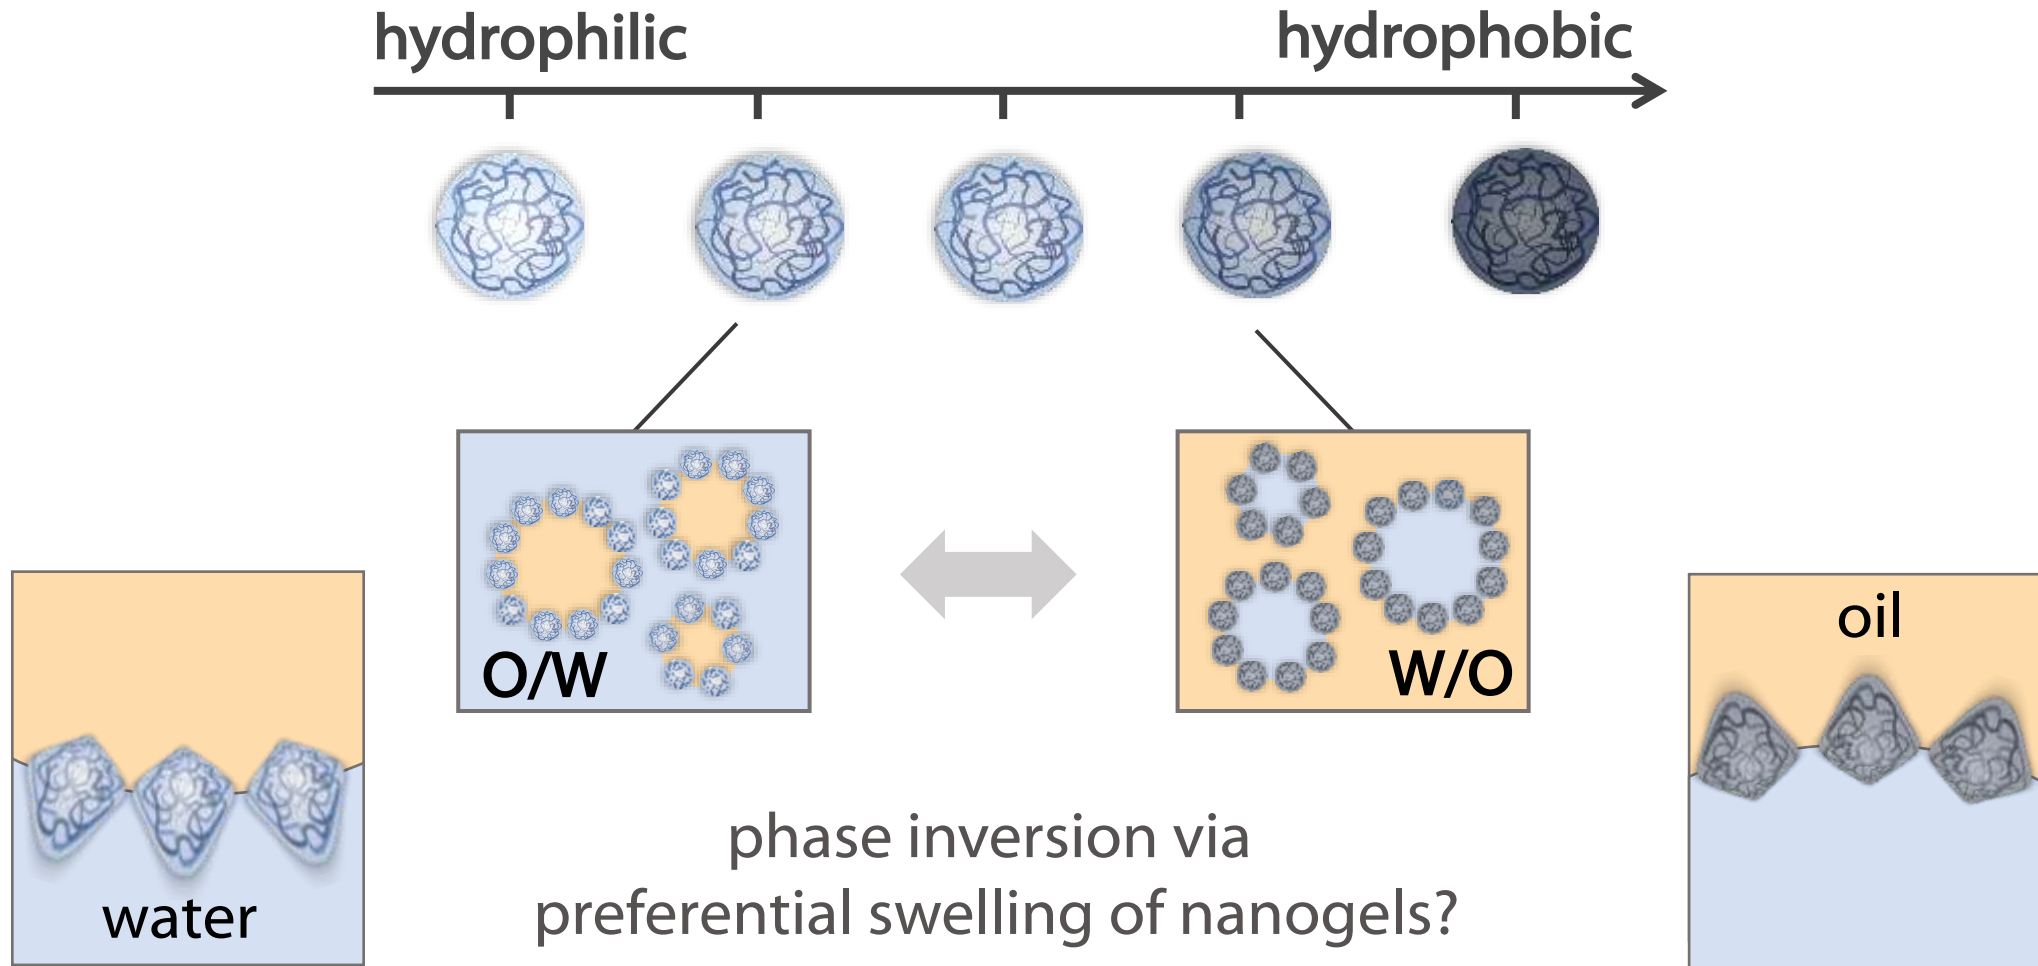 hydrophilic
hydrophobic
O/W
W/O
water
oil
phase inversion via
preferential swelling of nanogels?